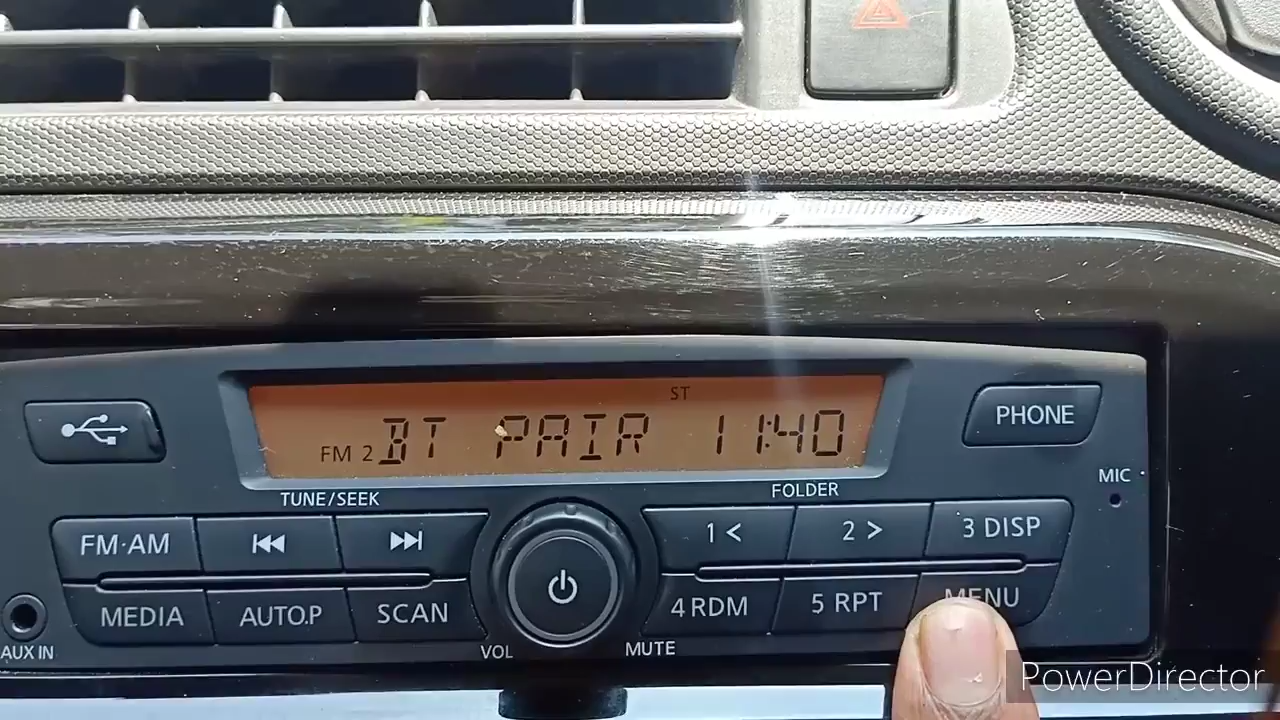 ST
FM 2 BT PAIR 11:40
PHONE
TUNE/SEEK
FOLDER
MIC
FM·AM
1 <
2 >
3 DISP
MEDIA
AUTO.P
SCAN
4 RDM
5 RPT
MENU
AUX IN
VOL
MUTE
PowerDirector